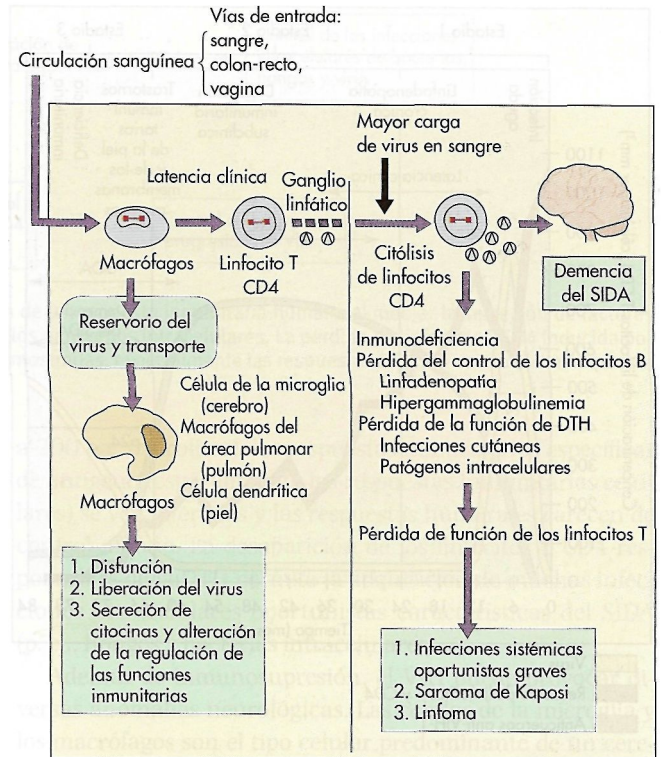 Vías de entrada:
sangre,
colon-recto,
vagina
Circulación sanguínea
Mayor carga
de virus en sangre
Latencia clínica
Ganglio
linfático
Macrófagos
Linfocito T
CD4
Citólisis
de linfocitos
CD4
Demencia
del SIDA
Reservorio del
virus y transporte
Célula de la microglia
(cerebro)
Macrófagos del
área pulmonar
(pulmón)
Célula dendrítica
(piel)
Macrófagos
1. Disfunción
2. Liberación del virus
3. Secreción de
citocinas y alteración
de la regulación de
las funciones
inmunitarias
Inmunodeficiencia
Pérdida del control de los linfocitos B
Linfadenopatía
Hipergammaglobulinemia
Pérdida de la función de DTH
Infecciones cutáneas
Patógenos intracelulares
Pérdida de función de los linfocitos T
1. Infecciones sistémicas
oportunistas graves
2. Sarcoma de Kaposi
3. Linfoma